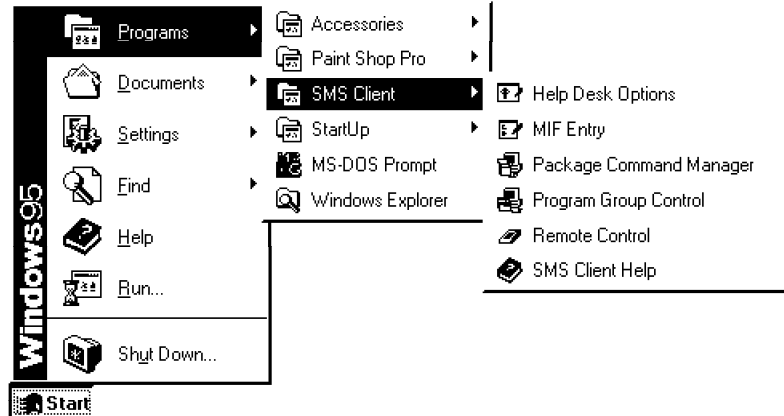 Programs
Documents
Settings
Find
Help
Run...
Shut Down...
Windows95
Start
Accessories
Paint Shop Pro
SMS Client
StartUp
MS-DOS Prompt
Windows Explorer
Help Desk Options
MIF Entry
Package Command Manager
Program Group Control
Remote Control
SMS Client Help